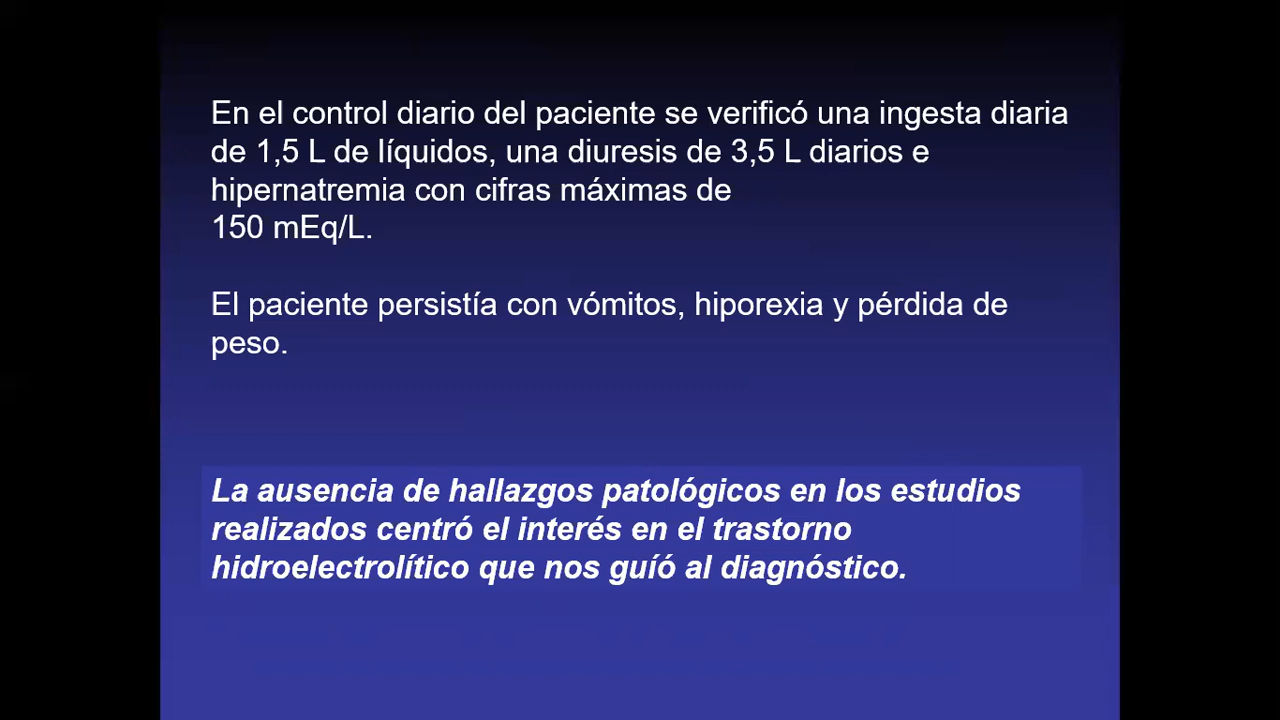 En el control diario del paciente se verificó una ingesta diaria
de 1,5 L de líquidos, una diuresis de 3,5 L diarios e
hipernatremia con cifras máximas de
150 mEq/L.
El paciente persistía con vómitos, hiporexia y pérdida de
peso.
La ausencia de hallazgos patológicos en los estudios
realizados centró el interés en el trastorno
hidroelectrolítico que nos guíó al diagnóstico.